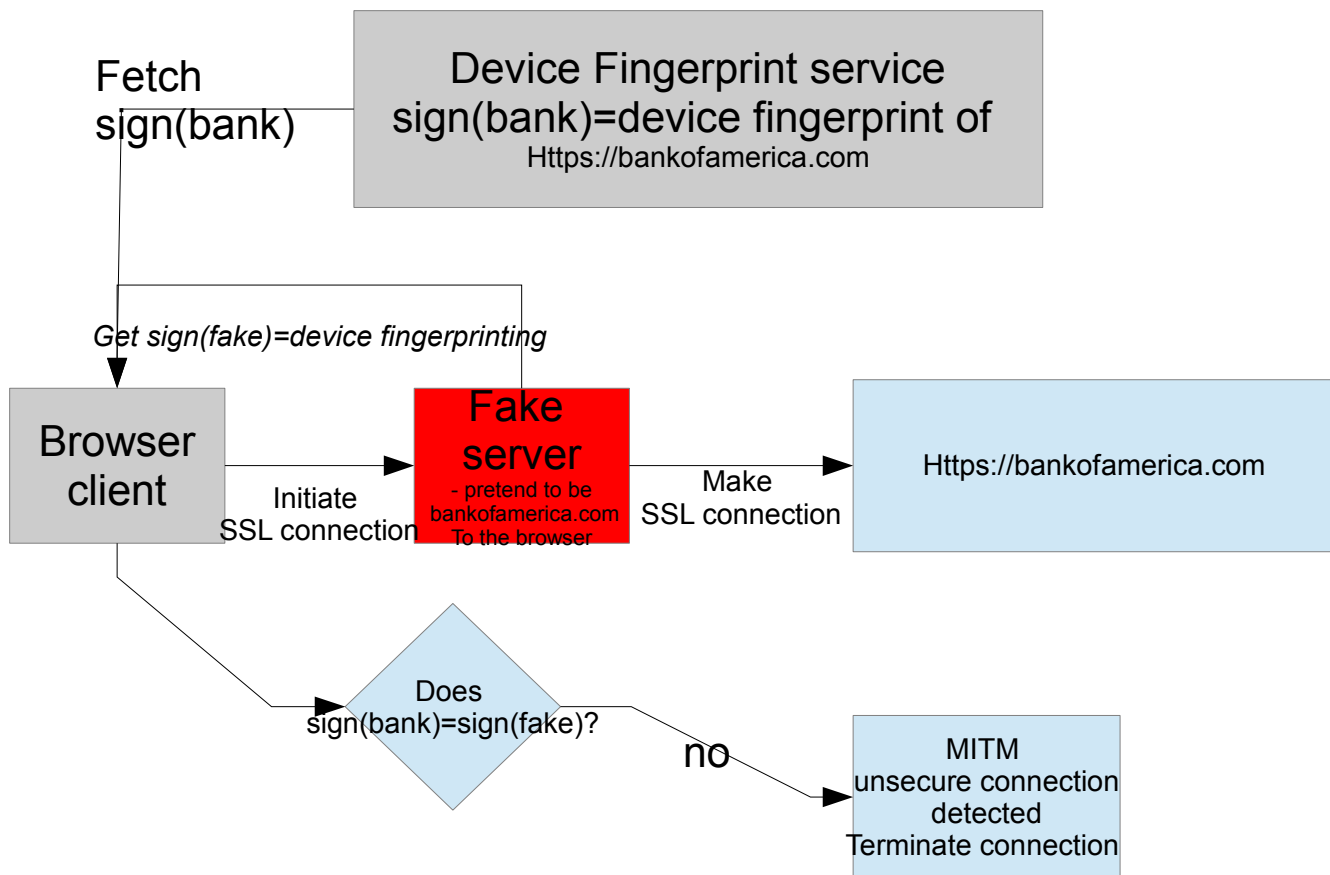 Fetch
sign(bank)
Device Fingerprint service
sign(bank)=device fingerprint of
Https://bankofamerica.com
Get sign(fake)=device fingerprinting
Browser
client
Initiate
SSL connection
Fake
server
- pretend to be
bankofamerica.com
To the browser
Make
SSL connection
Https://bankofamerica.com
Does
sign(bank)=sign(fake)?
no
MITM
unsecure connection
detected
Terminate connection